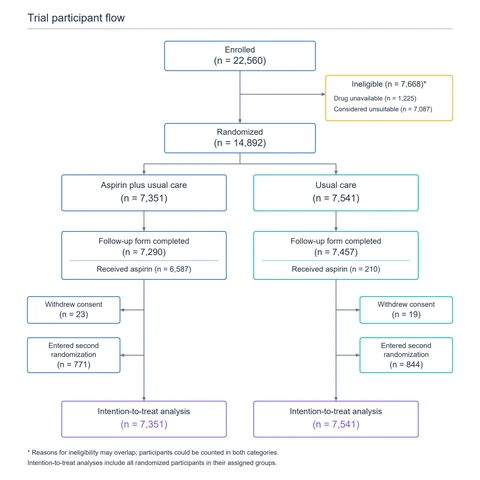 Trial participant flow
Enrolled
(n = 22,560)
Ineligible (n = 7,668)*
Drug unavailable (n = 1,225)
Considered unsuitable (n = 7,087)
Randomized
(n = 14,892)
Aspirin plus usual care
(n = 7,351)
Usual care
(n = 7,541)
Follow-up form completed
(n = 7,290)
Received aspirin (n = 6,587)
Follow-up form completed
(n = 7,457)
Received aspirin (n = 210)
Withdrew consent
(n = 23)
Withdrew consent
(n = 19)
Entered second
randomization
(n = 771)
Entered second
randomization
(n = 844)
Intention-to-treat analysis
(n = 7,351)
Intention-to-treat analysis
(n = 7,541)
* Reasons for ineligibility may overlap; participants could be counted in both categories.
Intention-to-treat analyses include all randomized participants in their assigned groups.